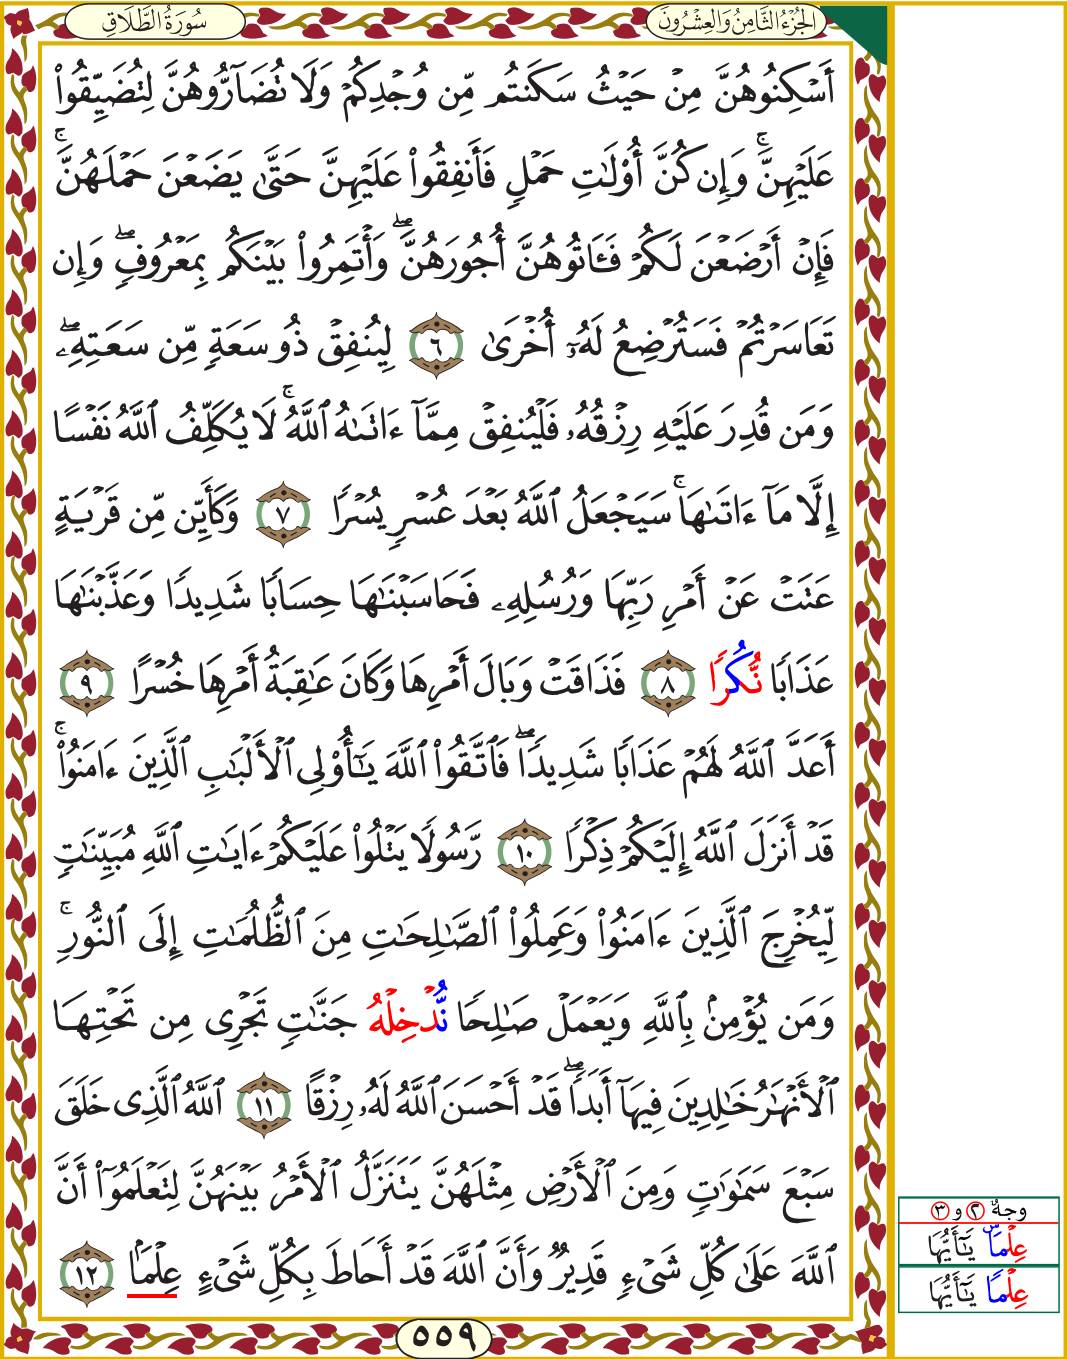 سُورَةُ الطَّلَاقِ
الجُزْءُ الثَّامِنُ وَالعِشْرُونَ
أَسْكِنُوهُنَّ مِنْ حَيْثُ سَكَنتُم مِّن وُجْدِكُمْ وَلَا تُضَآرُّوهُنَّ لِتُضَيِّقُوا۟
عَلَيْهِنَّ ۚ وَإِن كُنَّ أُو۟لَـٰتِ حَمْلٍ فَأَنفِقُوا۟ عَلَيْهِنَّ حَتَّىٰ يَضَعْنَ حَمْلَهُنَّ ۚ
فَإِنْ أَرْضَعْنَ لَكُمْ فَـَٔاتُوهُنَّ أُجُورَهُنَّ ۖ وَأْتَمِرُوا۟ بَيْنَكُم بِمَعْرُوفٍ ۖ وَإِن
تَعَاسَرْتُمْ فَسَتُرْضِعُ لَهُۥٓ أُخْرَىٰ ٦ لِيُنفِقْ ذُو سَعَةٍ مِّن سَعَتِهِۦ ۖ
وَمَن قُدِرَ عَلَيْهِ رِزْقُهُۥ فَلْيُنفِقْ مِمَّآ ءَاتَىٰهُ ٱللَّهُ ۚ لَا يُكَلِّفُ ٱللَّهُ نَفْسًا
إِلَّا مَآ ءَاتَىٰهَا ۚ سَيَجْعَلُ ٱللَّهُ بَعْدَ عُسْرٍ يُسْرًا ٧ وَكَأَيِّن مِّن قَرْيَةٍ
عَتَتْ عَنْ أَمْرِ رَبِّهَا وَرُسُلِهِۦ فَحَاسَبْنَـٰهَا حِسَابًا شَدِيدًا وَعَذَّبْنَـٰهَا
عَذَابًا نُّكُرًا ٨ فَذَاقَتْ وَبَالَ أَمْرِهَا وَكَانَ عَـٰقِبَةُ أَمْرِهَا خُسْرًا ٩
أَعَدَّ ٱللَّهُ لَهُمْ عَذَابًا شَدِيدًا ۖ فَٱتَّقُوا۟ ٱللَّهَ يَـٰٓأُو۟لِى ٱلْأَلْبَـٰبِ ٱلَّذِينَ ءَامَنُوا۟ ۚ
قَدْ أَنزَلَ ٱللَّهُ إِلَيْكُمْ ذِكْرًا ١٠ رَّسُولًا يَتْلُوا۟ عَلَيْكُمْ ءَايَـٰتِ ٱللَّهِ مُبَيِّنَـٰتٍ
لِّيُخْرِجَ ٱلَّذِينَ ءَامَنُوا۟ وَعَمِلُوا۟ ٱلصَّـٰلِحَـٰتِ مِنَ ٱلظُّلُمَـٰتِ إِلَى ٱلنُّورِ ۚ
وَمَن يُؤْمِنۢ بِٱللَّهِ وَيَعْمَلْ صَـٰلِحًا نُّدْخِلْهُ جَنَّـٰتٍ تَجْرِى مِن تَحْتِهَا
ٱلْأَنْهَـٰرُ خَـٰلِدِينَ فِيهَآ أَبَدًا ۖ قَدْ أَحْسَنَ ٱللَّهُ لَهُۥ رِزْقًا ١١ ٱللَّهُ ٱلَّذِى خَلَقَ
سَبْعَ سَمَـٰوَٰتٍ وَمِنَ ٱلْأَرْضِ مِثْلَهُنَّ يَتَنَزَّلُ ٱلْأَمْرُ بَيْنَهُنَّ لِتَعْلَمُوٓا۟ أَنَّ
ٱللَّهَ عَلَىٰ كُلِّ شَىْءٍ قَدِيرٌ وَأَنَّ ٱللَّهَ قَدْ أَحَاطَ بِكُلِّ شَىْءٍ عِلْمًۢا ١٢
وجهُ ٢ و ٣
عِلْمًا يَـٰٓأَيُّهَا
عِلْمًا يَـٰٓأَيُّهَا
٥٥٩